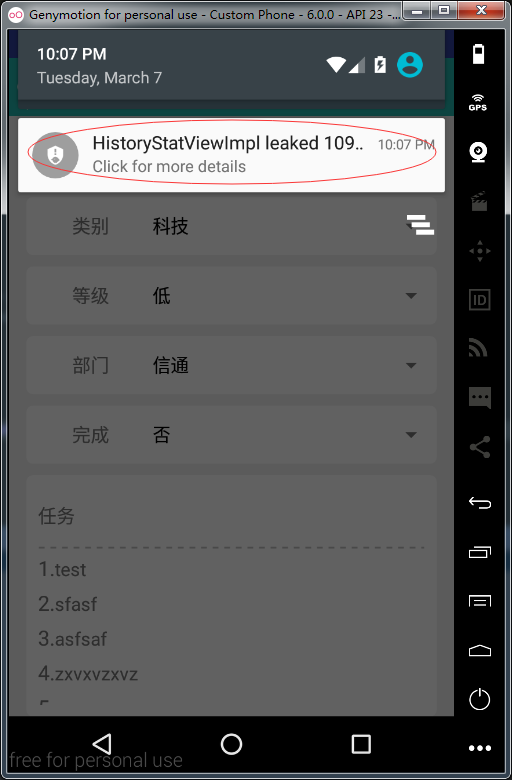 Genymotion for personal use - Custom Phone - 6.0.0 - API 23 -...
10:07 PM
Tuesday, March 7
GPS
HistoryStatViewImpl leaked 109.. 10:07 PM
Click for more details
类别 科技
等级 低
ID
部门 信通
完成 否
任务
1.test
2.sfasf
3.asfsaf
4.zxvxvzxvz
free for personal use